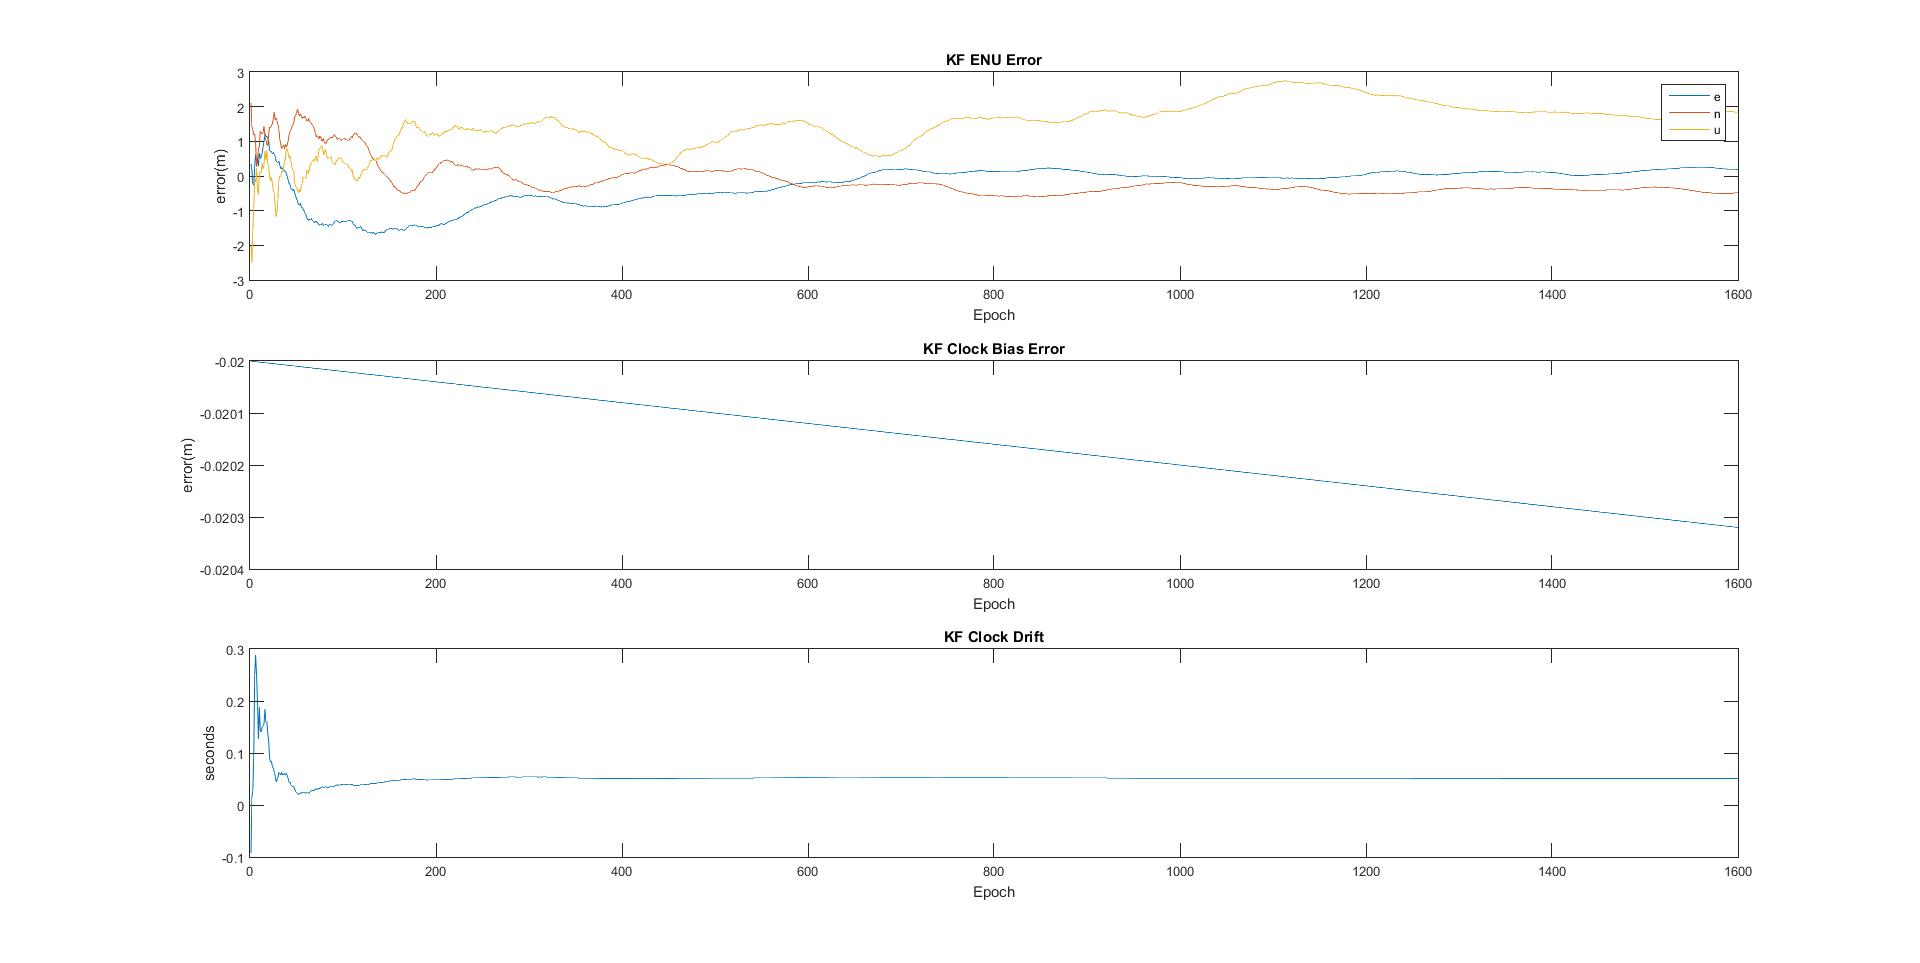 KF ENU Error
3
2
1
0
-1
-2
-3
error(m)
e
n
u
0 200 400 600 800 1000 1200 1400 1600
Epoch
KF Clock Bias Error
-0.02
-0.0201
-0.0202
-0.0203
-0.0204
error(m)
0 200 400 600 800 1000 1200 1400 1600
Epoch
KF Clock Drift
0.3
0.2
0.1
0
-0.1
seconds
0 200 400 600 800 1000 1200 1400 1600
Epoch